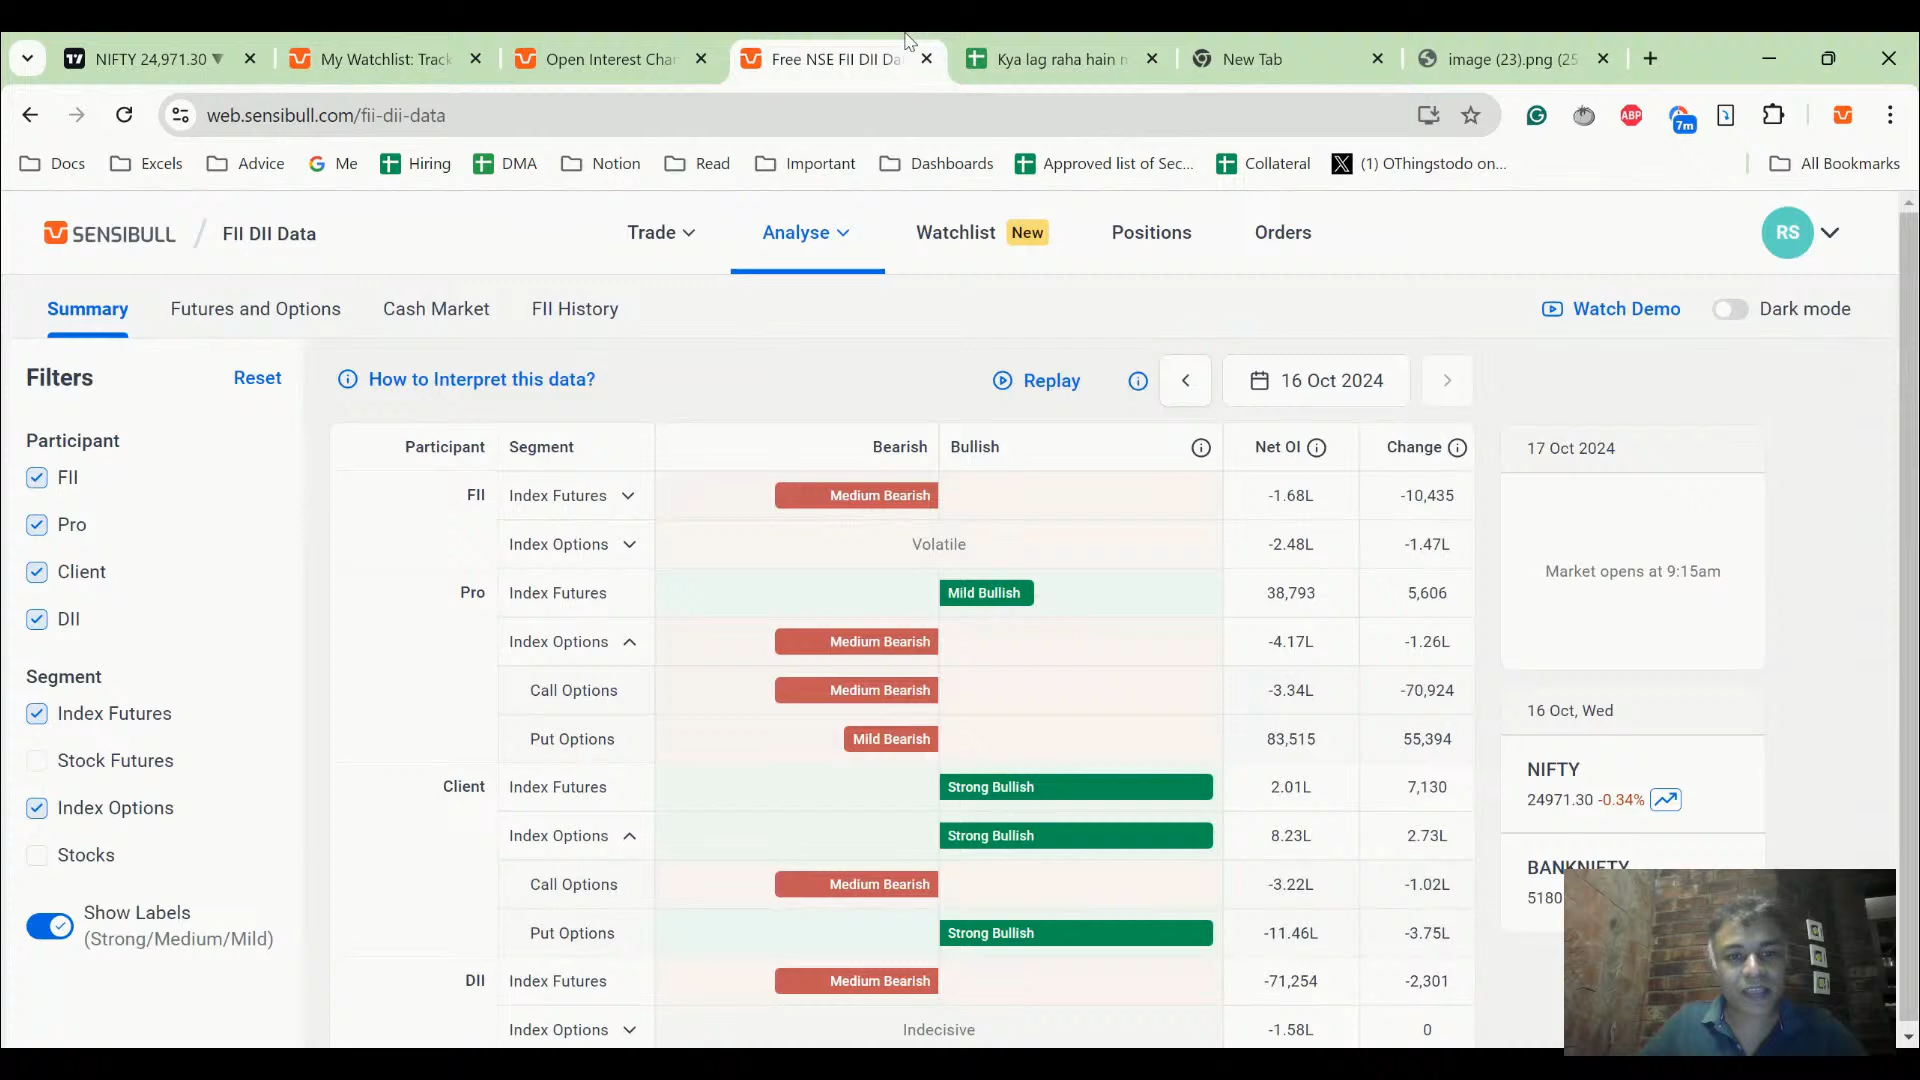 NIFTY 24,971.30 ▼
My Watchlist: Track
Open Interest Char
Free NSE FII DII Da
Kya lag raha hain n
New Tab
image (23).png (25
web.sensibull.com/fii-dii-data
ABP
7m
Docs
Excels
Advice
Me
Hiring
DMA
Notion
Read
Important
Dashboards
Approved list of Sec...
Collateral
(1) OThingstodo on...
All Bookmarks
SENSIBULL / FII DII Data
Trade
Analyse
Watchlist New
Positions
Orders
RS
Summary
Futures and Options
Cash Market
FII History
Watch Demo
Dark mode
Filters
Reset
How to Interpret this data?
Replay
16 Oct 2024
Participant
FII
Pro
Client
DII
Segment
Index Futures
Stock Futures
Index Options
Stocks
Show Labels
(Strong/Medium/Mild)
Participant Segment Bearish Bullish Net OI Change
FII Index Futures Medium Bearish -1.68L -10,435
Index Options Volatile -2.48L -1.47L
Pro Index Futures Mild Bullish 38,793 5,606
Index Options Medium Bearish -4.17L -1.26L
Call Options Medium Bearish -3.34L -70,924
Put Options Mild Bearish 83,515 55,394
Client Index Futures Strong Bullish 2.01L 7,130
Index Options Strong Bullish 8.23L 2.73L
Call Options Medium Bearish -3.22L -1.02L
Put Options Strong Bullish -11.46L -3.75L
DII Index Futures Medium Bearish -71,254 -2,301
Index Options Indecisive -1.58L 0
17 Oct 2024
Market opens at 9:15am
16 Oct, Wed
NIFTY
24971.30 -0.34%
BANKNIFTY
5180